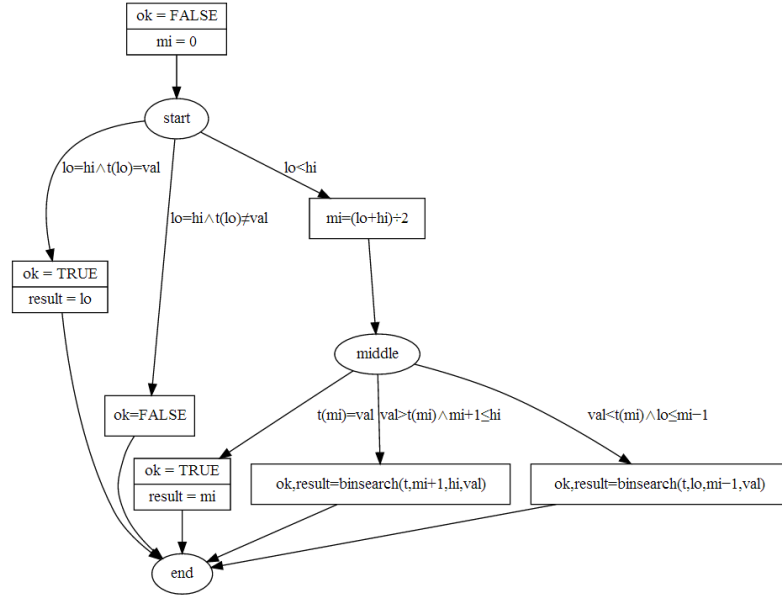 ok = FALSE
mi = 0
start
lo=hi∧t(lo)=val
lo<hi
lo=hi∧t(lo)≠val
mi=(lo+hi)÷2
ok = TRUE
result = lo
middle
ok=FALSE
t(mi)=val
val>t(mi)∧mi+1≤hi
val<t(mi)∧lo≤mi−1
ok = TRUE
result = mi
ok,result=binsearch(t,mi+1,hi,val)
ok,result=binsearch(t,lo,mi−1,val)
end